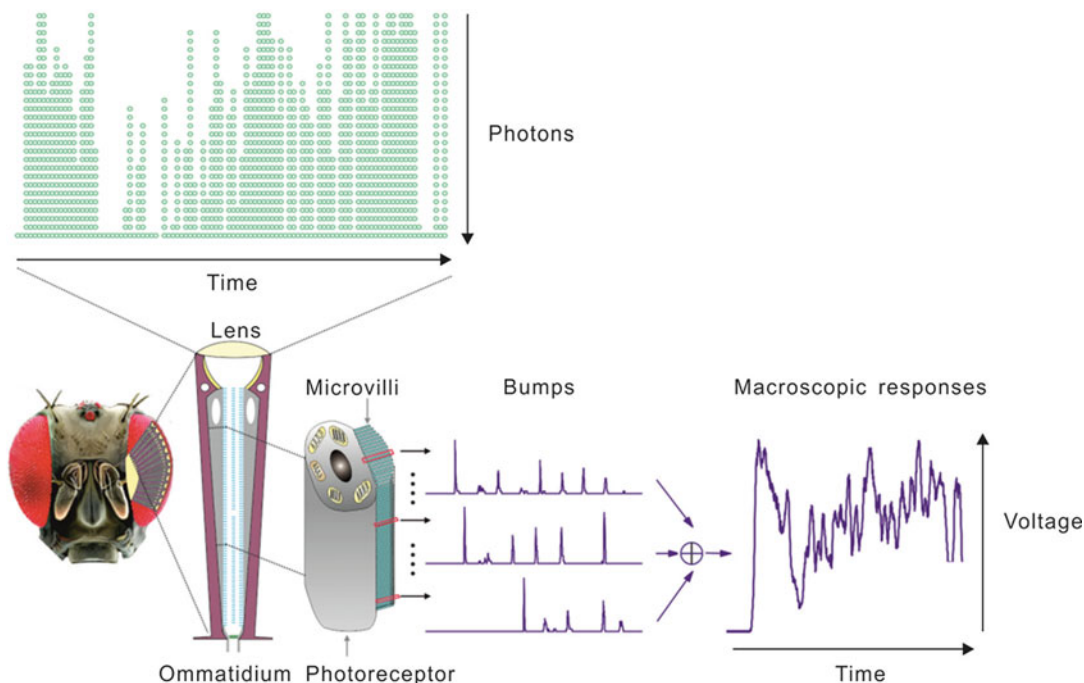 Photons
Time
Lens
Microvilli
Bumps
Macroscopic responses
Voltage
Ommatidium
Photoreceptor
Time